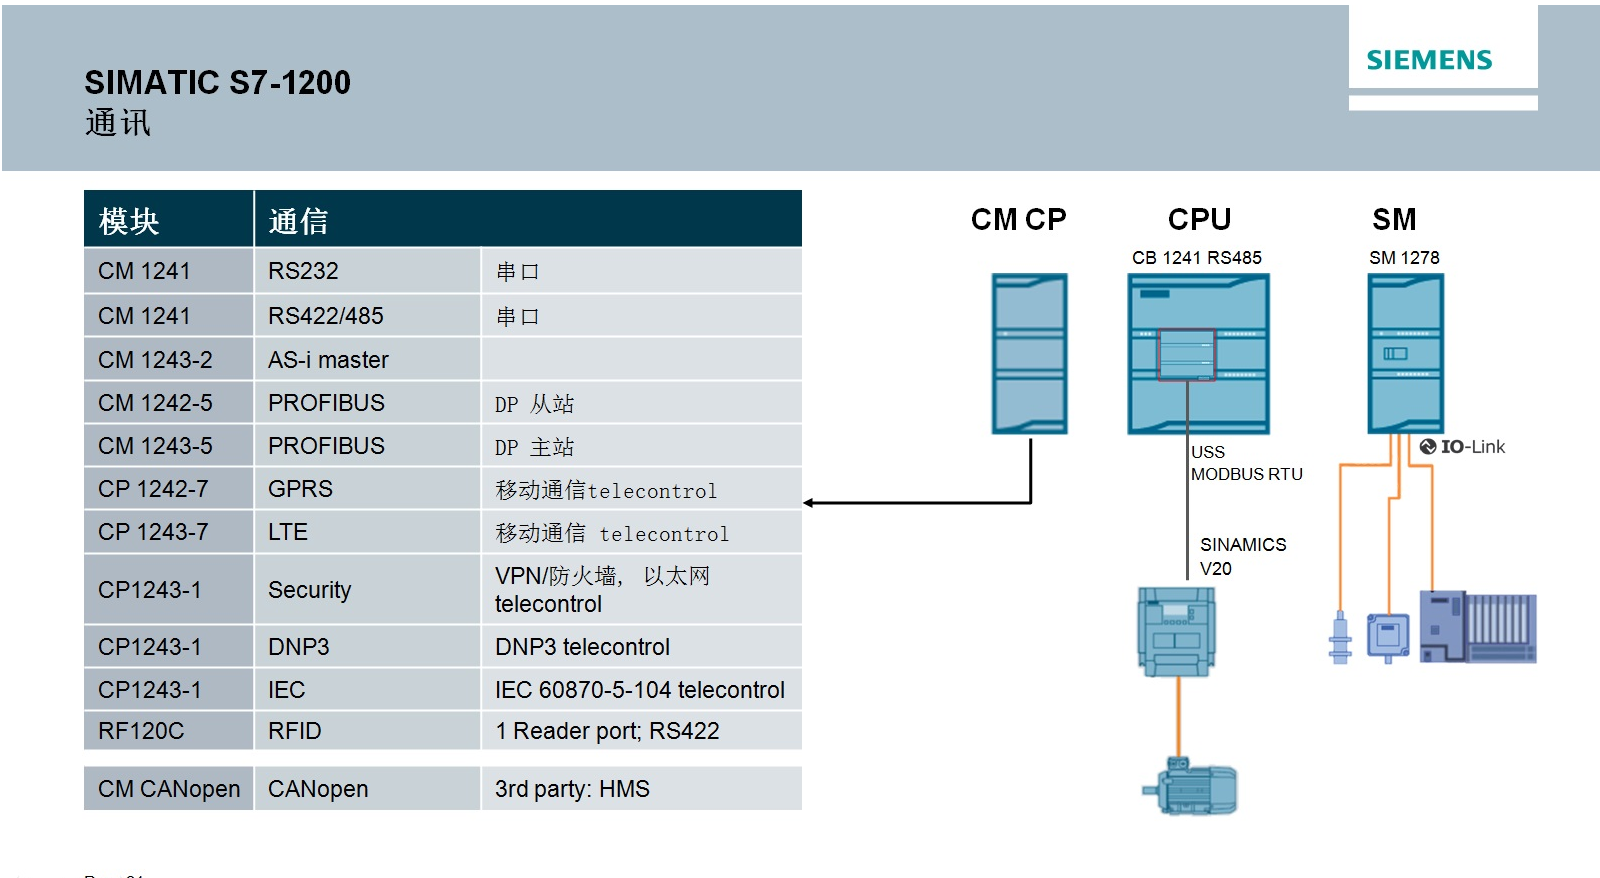 SIEMENS
SIMATIC S7-1200
通讯
模块 通信
CM 1241 RS232 串口
CM 1241 RS422/485 串口
CM 1243-2 AS-i master
CM 1242-5 PROFIBUS DP 从站
CM 1243-5 PROFIBUS DP 主站
CP 1242-7 GPRS 移动通信telecontrol
CP 1243-7 LTE 移动通信 telecontrol
CP1243-1 Security VPN/防火墙, 以太网
telecontrol
CP1243-1 DNP3 DNP3 telecontrol
CP1243-1 IEC IEC 60870-5-104 telecontrol
RF120C RFID 1 Reader port; RS422
CM CANopen CANopen 3rd party: HMS
CM CP
CPU
CB 1241 RS485
USS
MODBUS RTU
SINAMICS
V20
SM
SM 1278
IO-Link